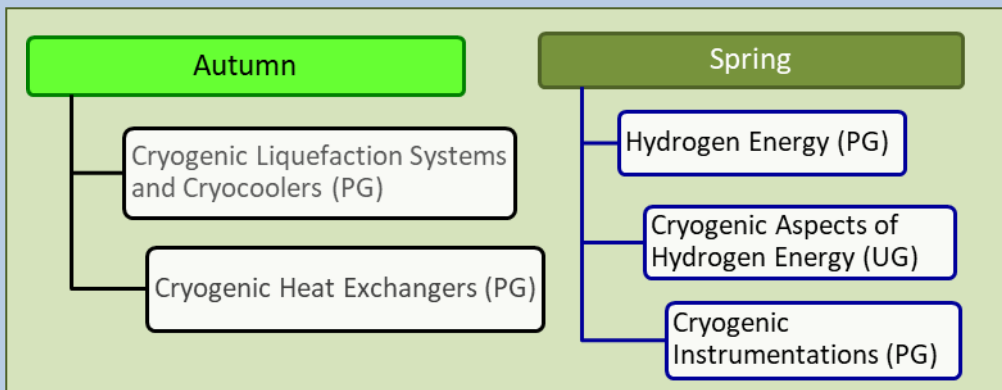 Autumn
Cryogenic Liquefaction Systems
and Cryocoolers (PG)
Cryogenic Heat Exchangers (PG)
Spring
Hydrogen Energy (PG)
Cryogenic Aspects of
Hydrogen Energy (UG)
Cryogenic
Instrumentations (PG)